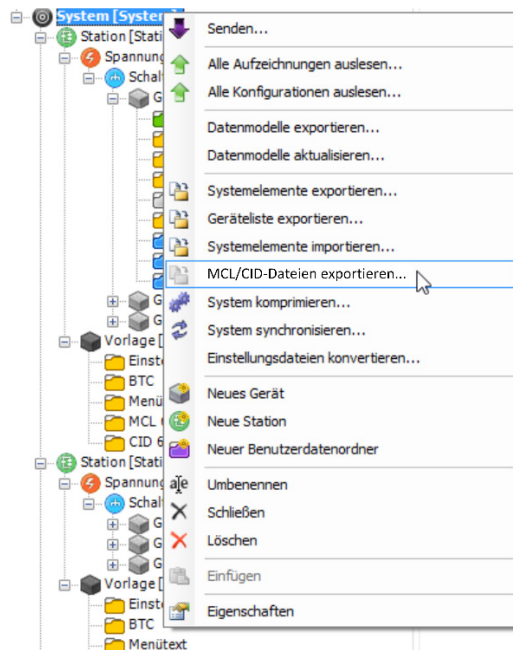 System [System]
Senden...
Station [Stati
Alle Aufzeichnungen auslesen...
Spannung
Schal
Alle Konfigurationen auslesen...
G
Datenmodelle exportieren...
Datenmodelle aktualisieren...
Systemelemente exportieren...
Geräteliste exportieren...
Systemelemente importieren...
MCL/CID-Dateien exportieren...
G
System komprimieren...
G
System synchronisieren...
Vorlage [
Einste
Einstellungsdateien konvertieren...
BTC
Neues Gerät
Menü
MCL
Neue Station
CID 6
Neuer Benutzerdatenordner
Station [Stati
Spannung
Umbenennen
Schal
Schließen
G
G
Löschen
G
Vorlage [
Einfügen
Einste
Eigenschaften
BTC
Menütext